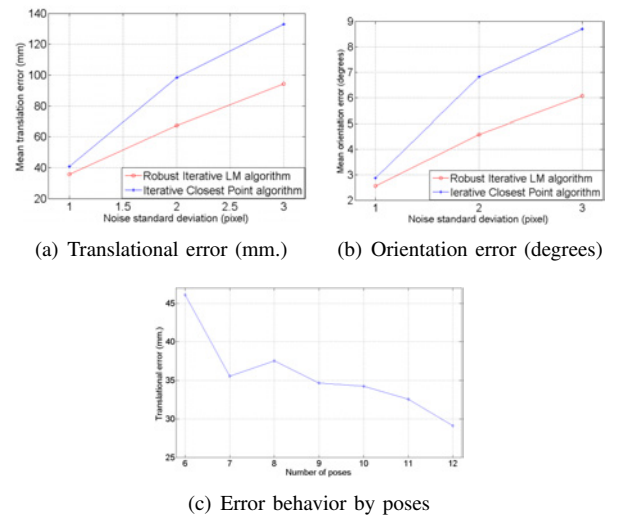 140
120
100
80
60
40
20
Mean translation error (mm)
1
1.5
2
2.5
3
Noise standard deviation (pixel)
Robust Iterative LM algorithm
Iterative Closest Point algorithm
(a) Translational error (mm.)
9
8
7
6
5
4
3
2
Mean orientation error (degrees)
1
2
3
Noise standard deviation (pixel)
Robust Iterative LM algorithm
Ierative Closest Point algorithm
(b) Orientation error (degrees)
45
40
35
30
25
Translational error (mm.)
6
7
8
9
10
11
12
Number of poses
(c) Error behavior by poses